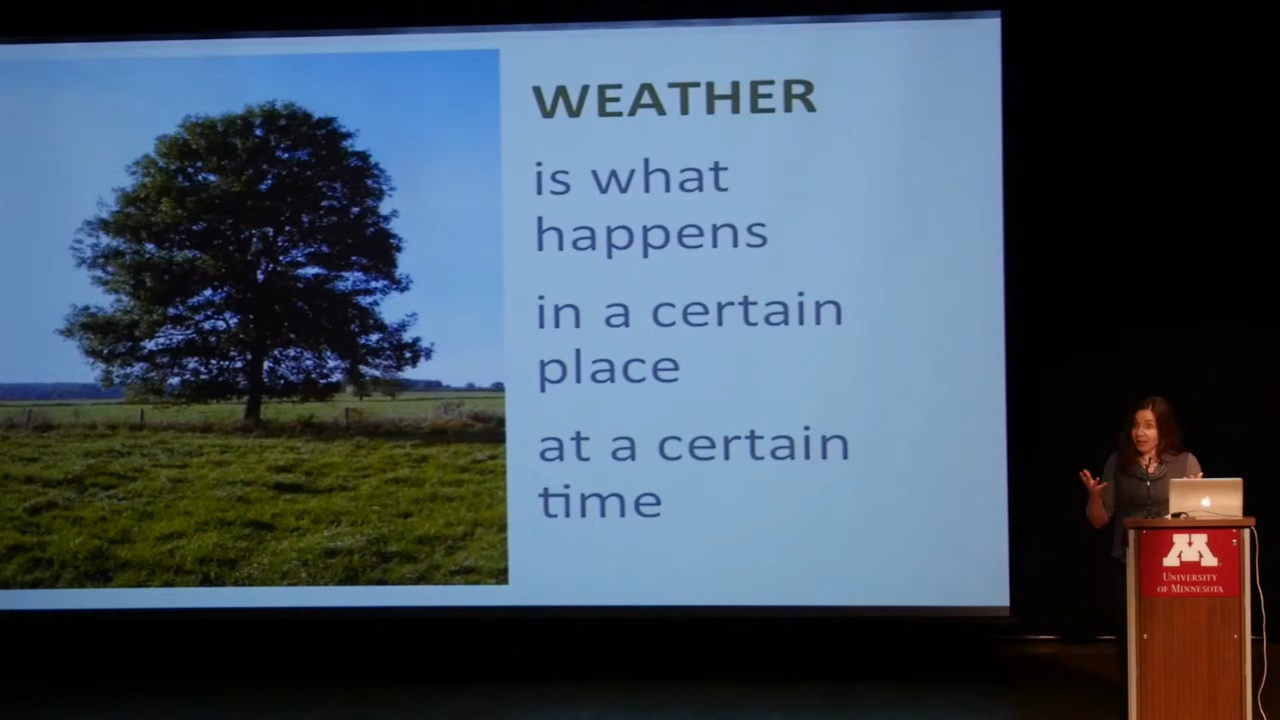 WEATHER
is what
happens
in a certain
place
at a certain
time
M
UNIVERSITY
OF MINNESOTA